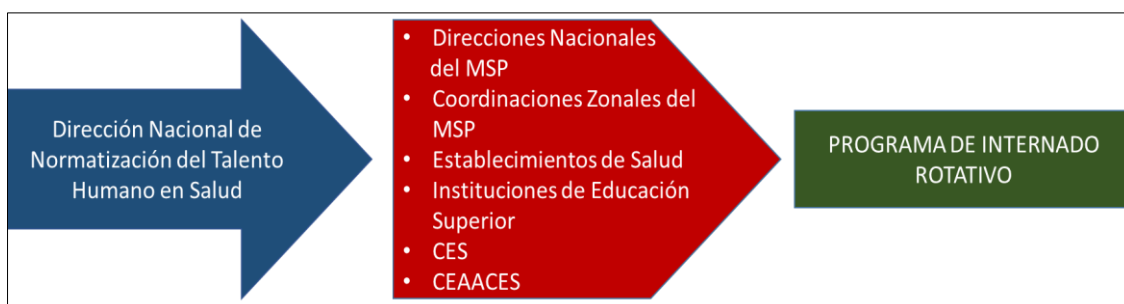 Dirección Nacional de
Normatización del Talento
Humano en Salud
• Direcciones Nacionales
del MSP
• Coordinaciones Zonales del
MSP
• Establecimientos de Salud
• Instituciones de Educación
Superior
• CES
• CEAACES
PROGRAMA DE INTERNADO
ROTATIVO